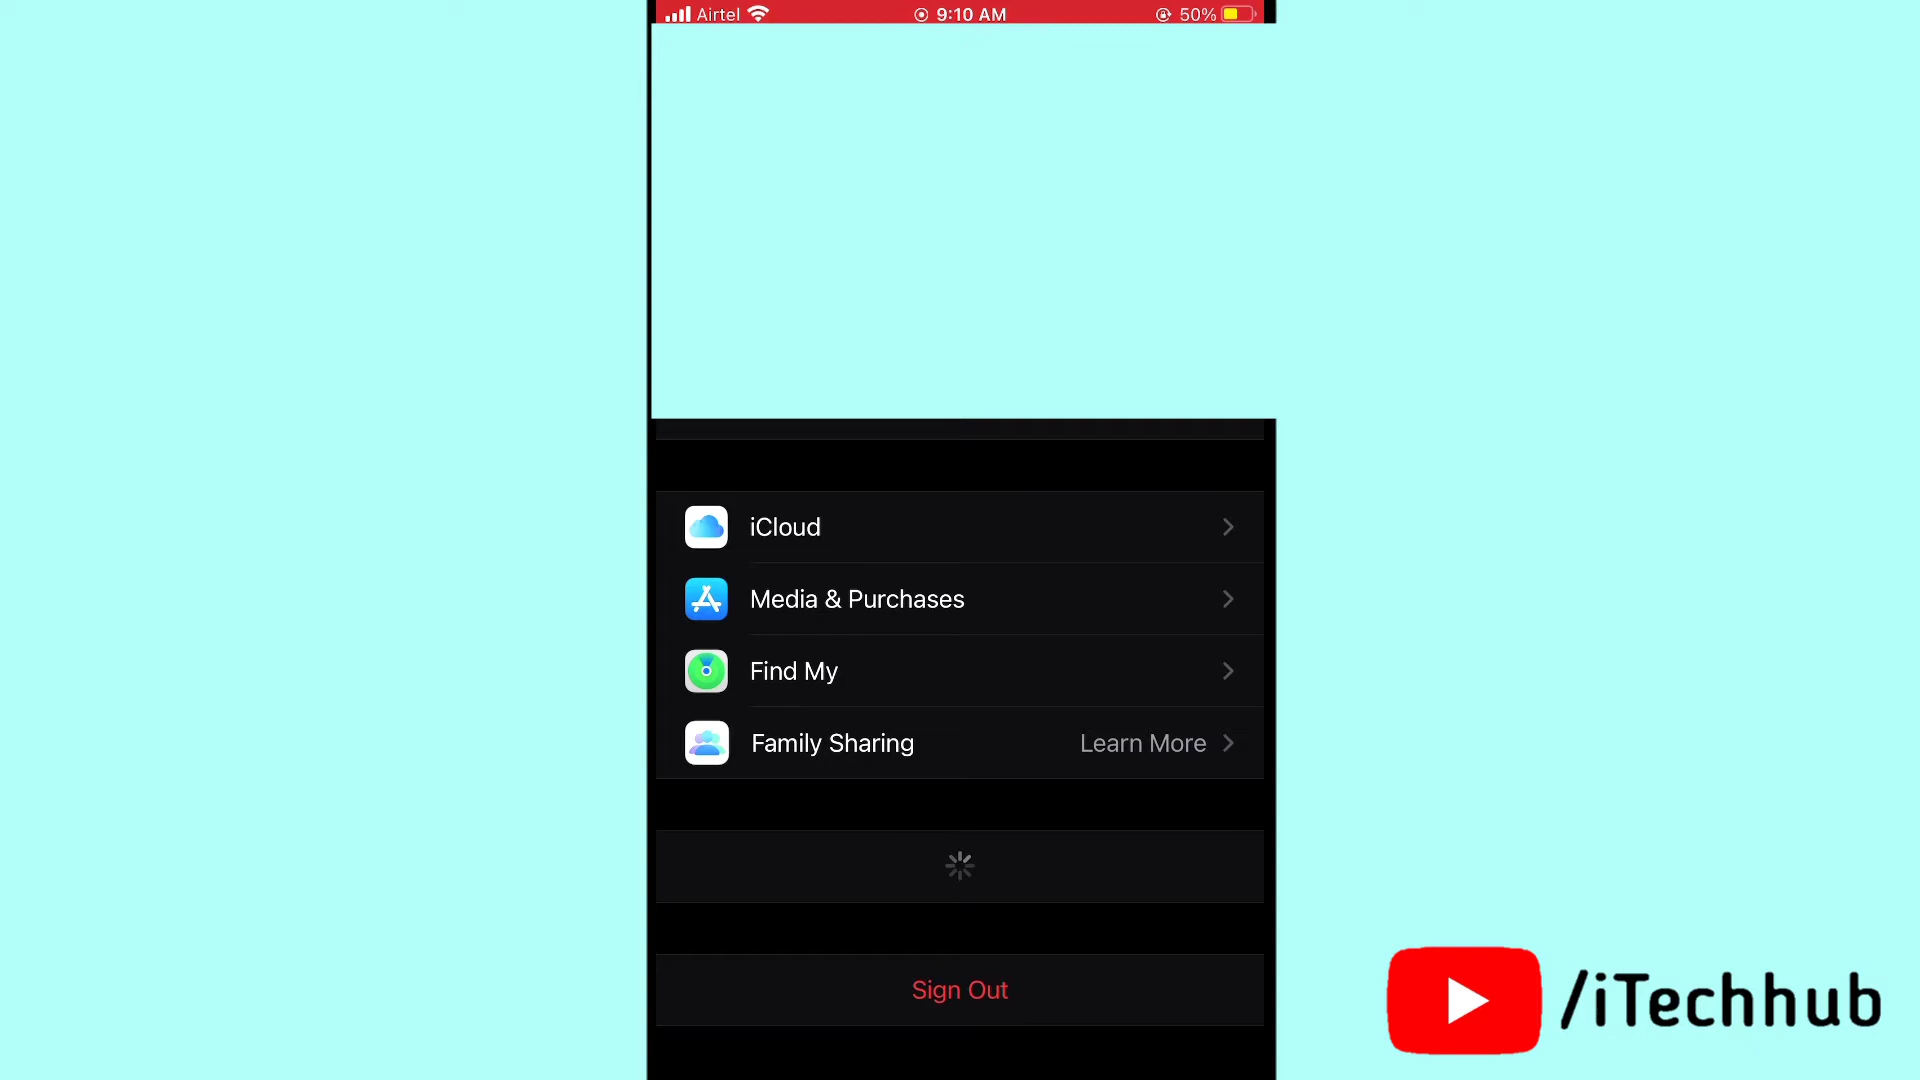 Airtel 9:10 AM 50%
iCloud
Media & Purchases
Find My
Family Sharing Learn More
Sign Out
/iTechhub